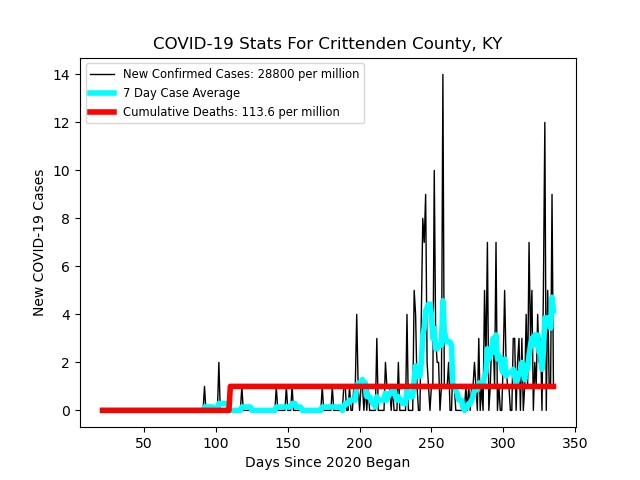 COVID-19 Stats For Crittenden County, KY
New Confirmed Cases: 28800 per million
7 Day Case Average
Cumulative Deaths: 113.6 per million
New COVID-19 Cases
14
12
10
8
6
4
2
0
50 100 150 200 250 300 350
Days Since 2020 Began